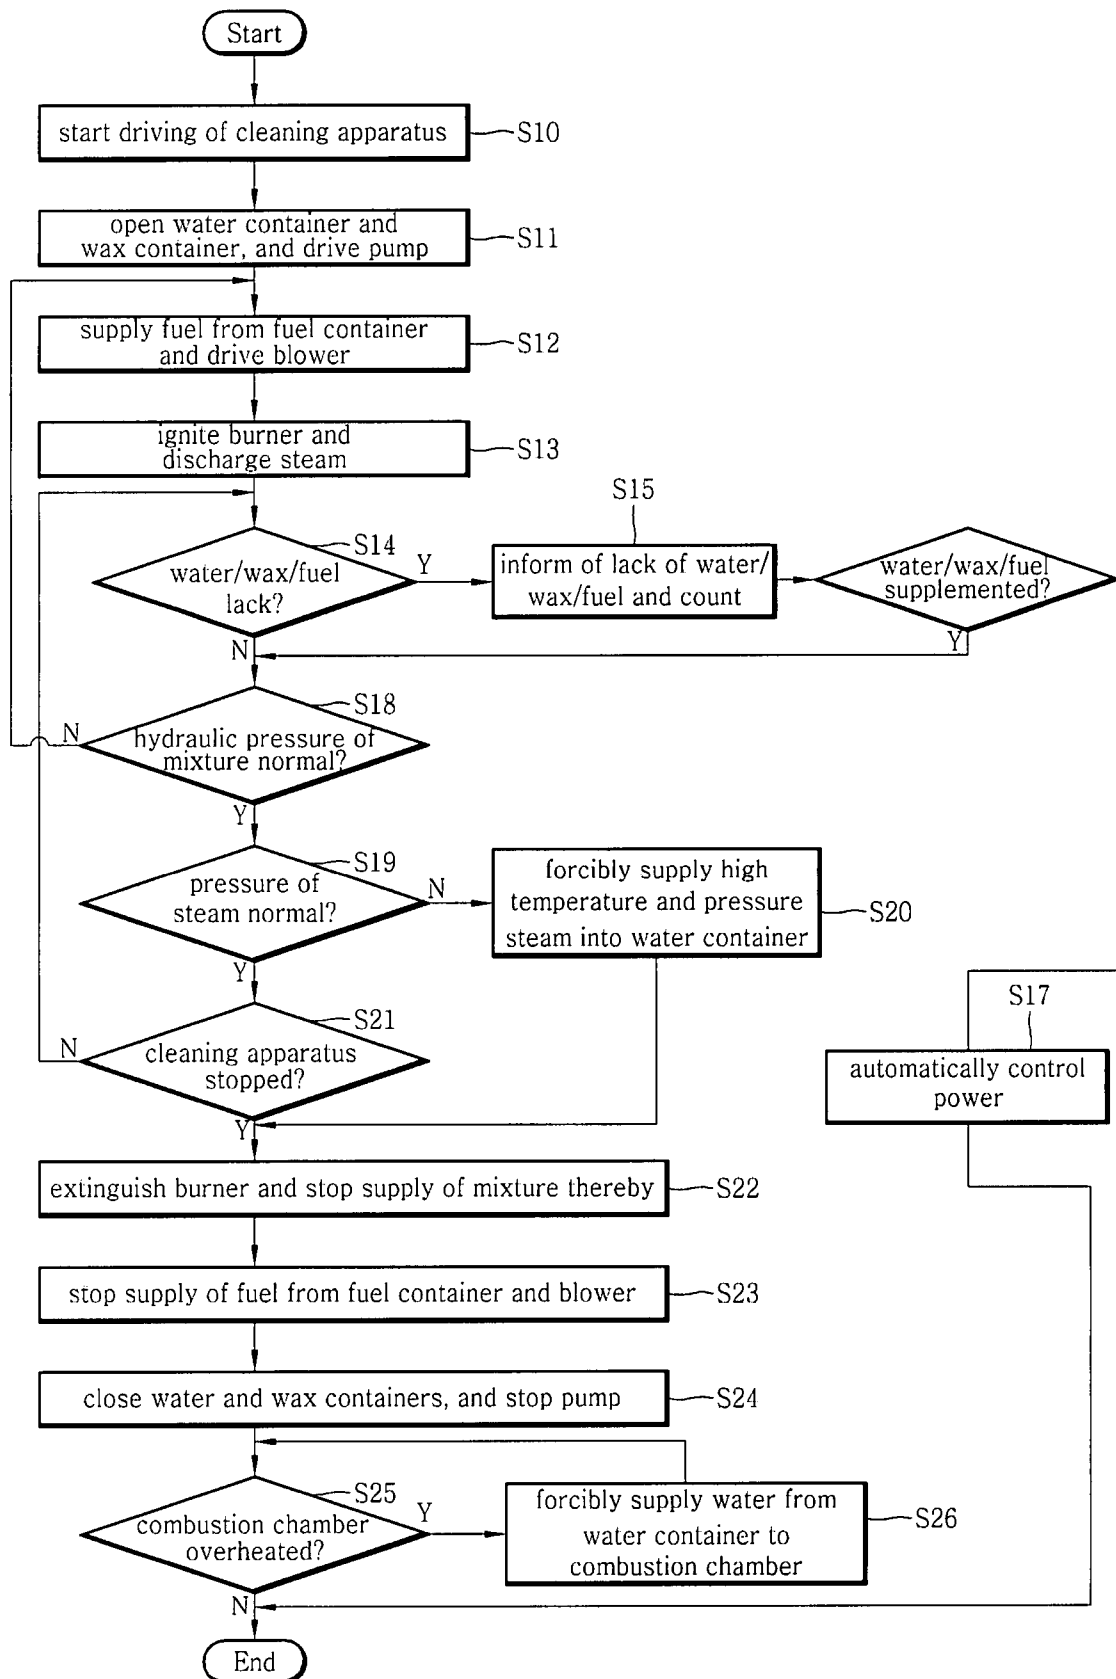 Start
start driving of cleaning apparatus
S10
open water container and
wax container, and drive pump
S11
supply fuel from fuel container
and drive blower
S12
ignite burner and
discharge steam
S13
S14
water/wax/fuel
lack?
Y
N
S15
inform of lack of water/
wax/fuel and count
water/wax/fuel
supplemented?
Y
S18
hydraulic pressure of
mixture normal?
N
Y
S19
pressure of
steam normal?
N
Y
forcibly supply high
temperature and pressure
steam into water container
S20
S17
automatically control
power
S21
cleaning apparatus
stopped?
N
Y
extinguish burner and stop supply of mixture thereby
S22
stop supply of fuel from fuel container and blower
S23
close water and wax containers, and stop pump
S24
S25
combustion chamber
overheated?
Y
N
forcibly supply water from
water container to
combustion chamber
S26
End